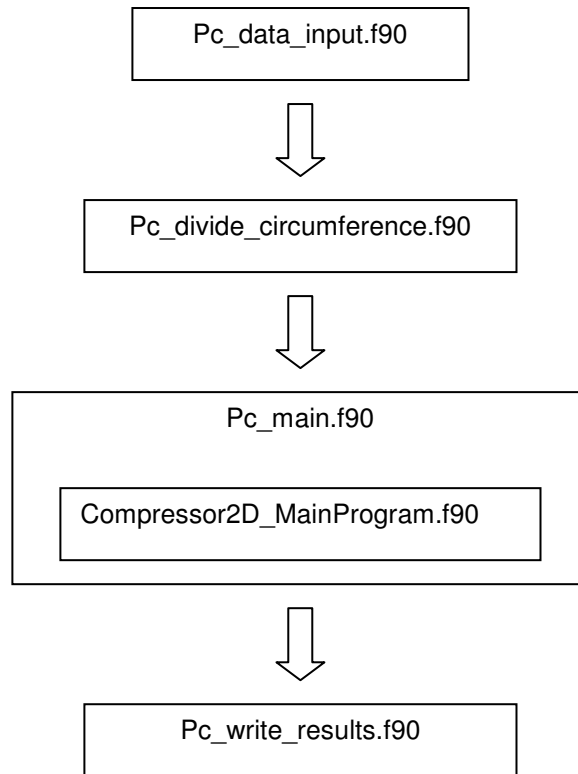 Pc_data_input.f90
Pc_divide_circumference.f90
Pc_main.f90
Compressor2D_MainProgram.f90
Pc_write_results.f90